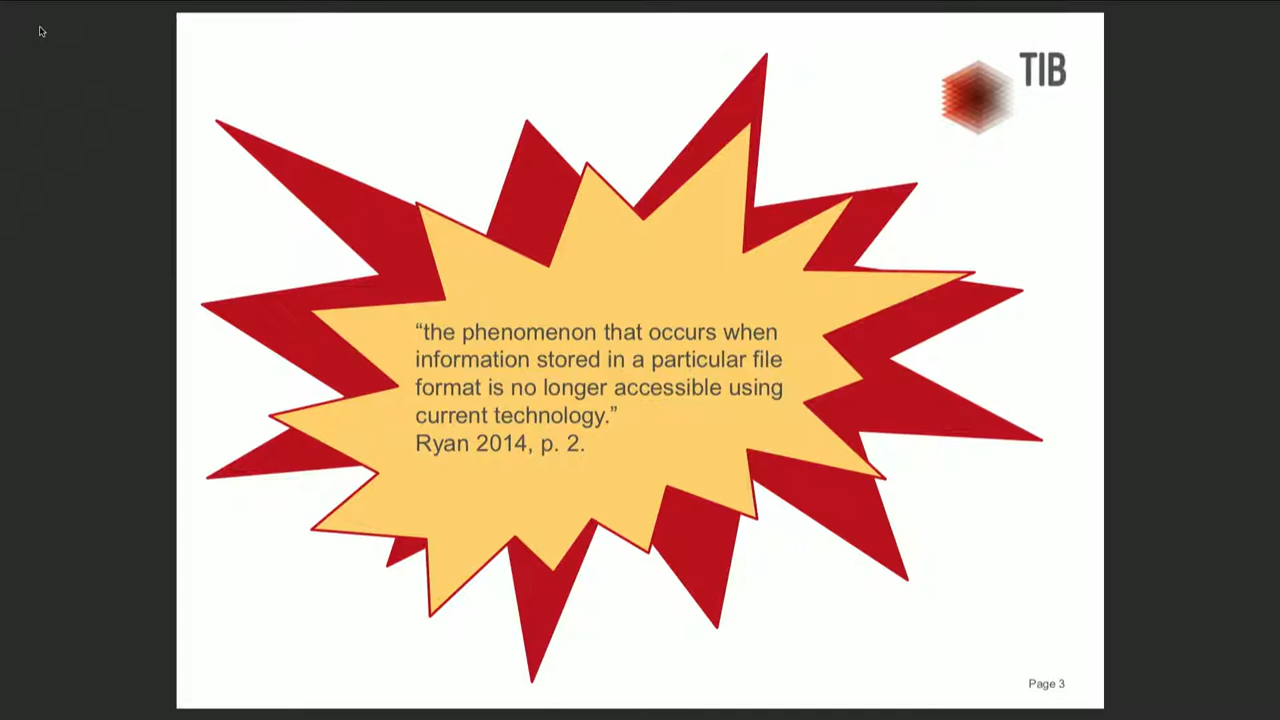 TIB
“the phenomenon that occurs when
information stored in a particular file
format is no longer accessible using
current technology.”
Ryan 2014, p. 2.
Page 3